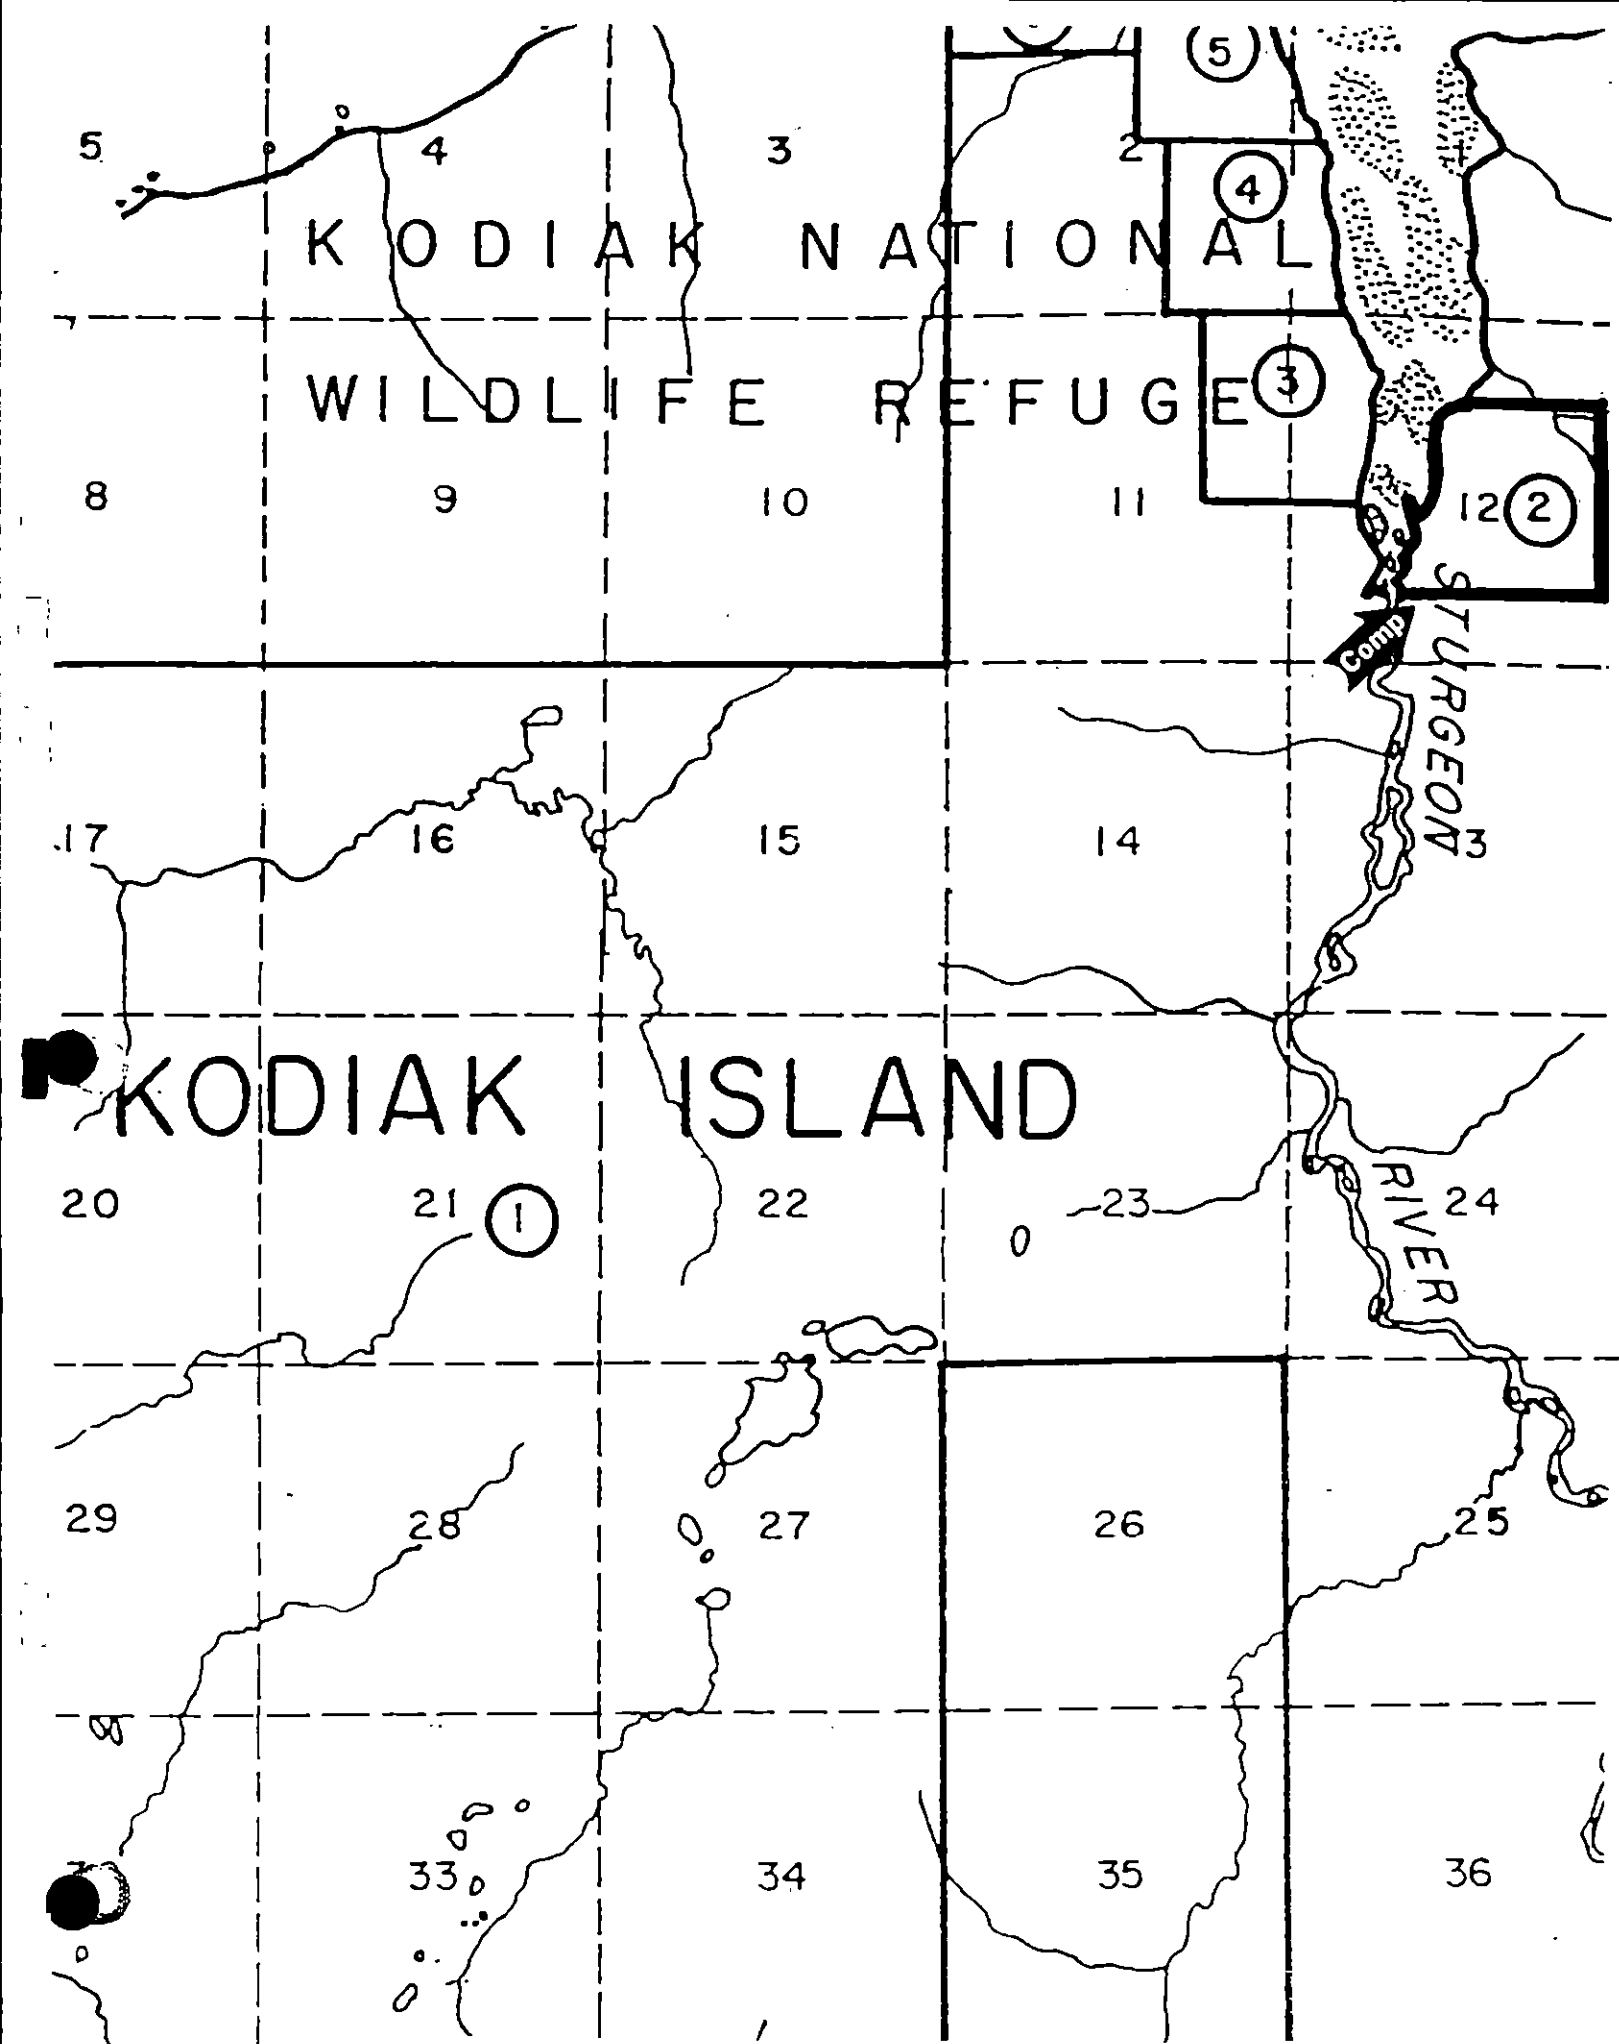 5
5 4 3 2 1
4
KODIAK NATIONAL
3
WILDLIFE REFUGE
8 9 10 11 12 2
Comp
STURGEON
17 16 15 14 13
KODIAK ISLAND
20 21 1 22 23 24
RIVER
29 28 27 26 25
33 34 35 36